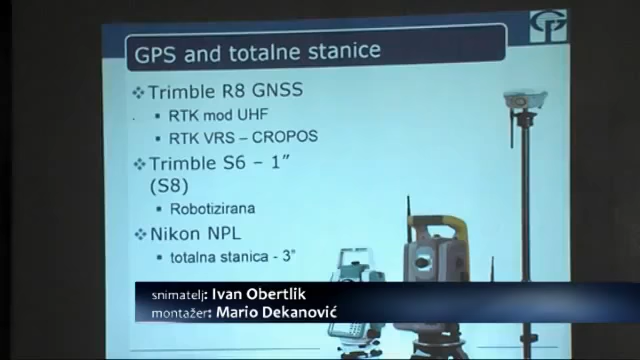 GPS and totalne stanice
Trimble R8 GNSS
RTK mod UHF
RTK VRS – CROPOS
Trimble S6 – 1”
(S8)
Robotizirana
Nikon NPL
totalna stanica - 3”
snimatelj: Ivan Obertlik
montažer: Mario Dekanović